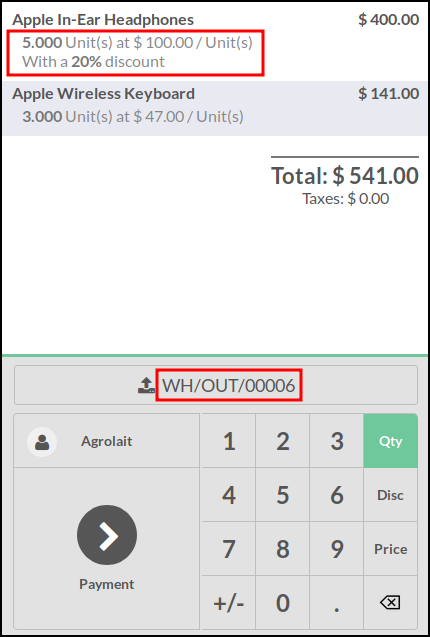 Apple In-Ear Headphones $ 400.00
5.000 Unit(s) at $ 100.00 / Unit(s)
With a 20% discount
Apple Wireless Keyboard $ 141.00
3.000 Unit(s) at $ 47.00 / Unit(s)
Total: $ 541.00
Taxes: $ 0.00
WH/OUT/00006
Agrolait 1 2 3 Qty
4 5 6 Disc
7 8 9 Price
Payment
+/- 0 .